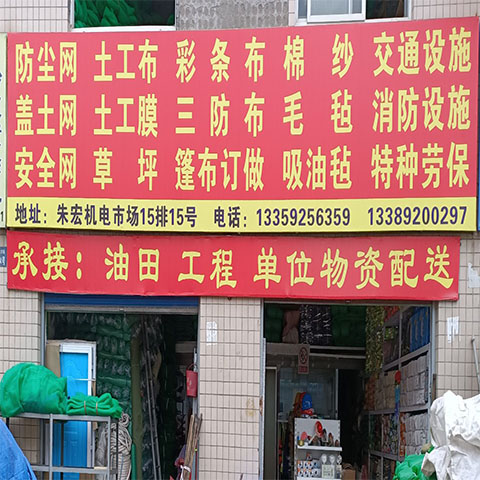 防尘网 土工布 彩条布 棉纱 交通设施
盖土网 土工膜 三防布 毛毡 消防设施
安全网 草坪 篷布订做 吸油毡 特种劳保
地址：朱宏机电市场15排15号 电话：13359256359 13389200297
承接：油田 工程 单位物资配送